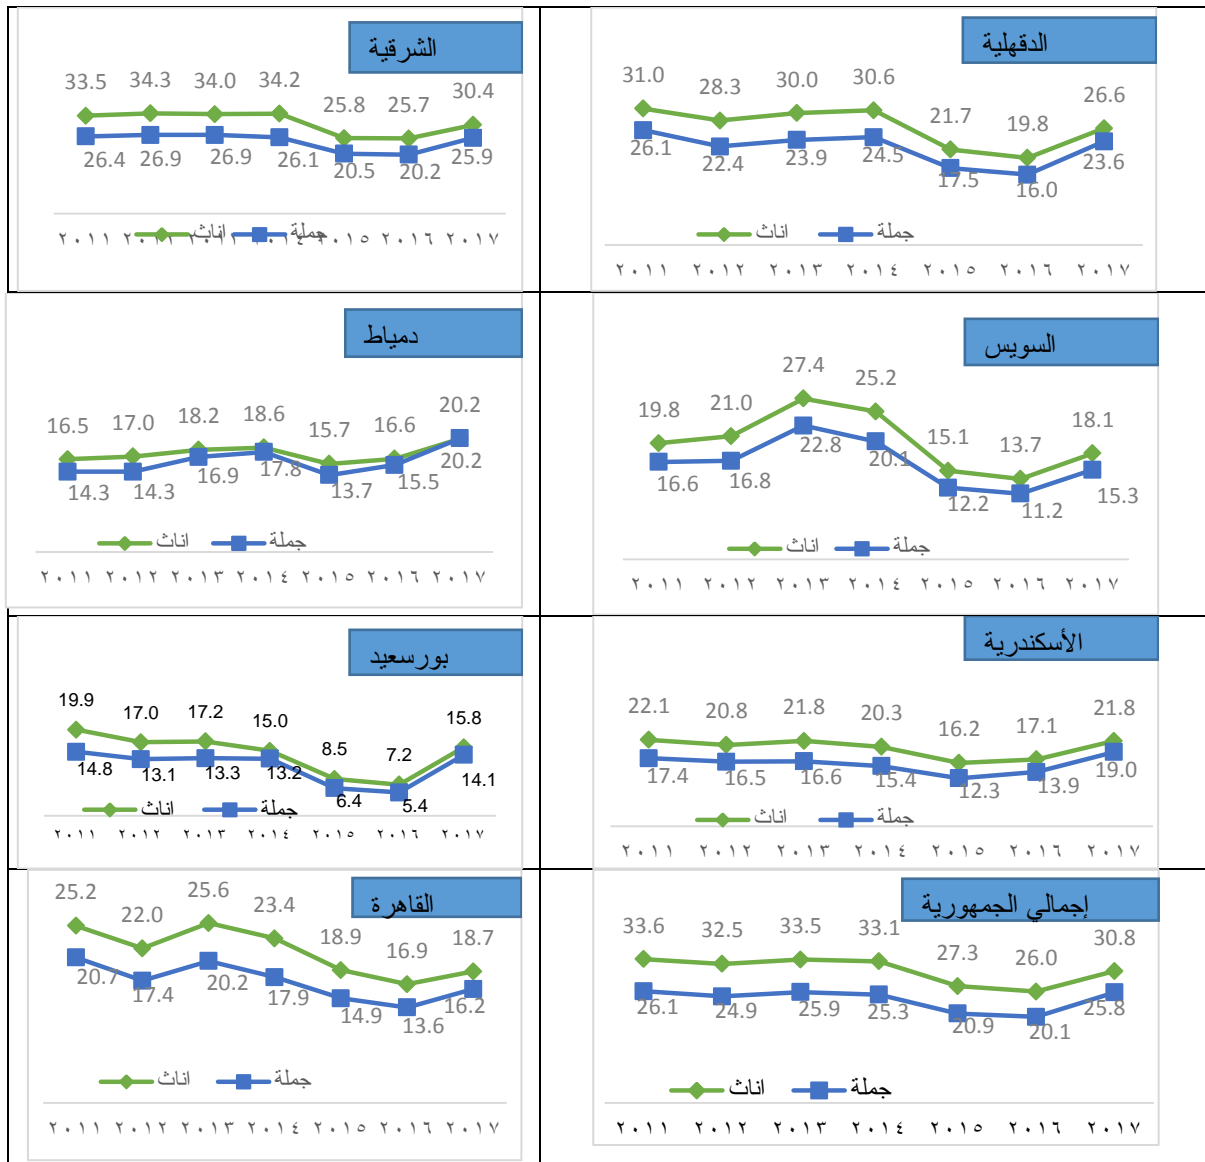 الشرقية
33.5 34.3 34.0 34.2 25.8 25.7 30.4
26.4 26.9 26.9 26.1 20.5 20.2 25.9
اناث جملة
٢٠١١ ٢٠١٢ ٢٠١٣ ٢٠١٤ ٢٠١٥ ٢٠١٦ ٢٠١٧
الدقهلية
31.0 28.3 30.0 30.6 21.7 19.8 26.6
26.1 22.4 23.9 24.5 17.5 16.0 23.6
اناث جملة
٢٠١١ ٢٠١٢ ٢٠١٣ ٢٠١٤ ٢٠١٥ ٢٠١٦ ٢٠١٧
دمياط
16.5 17.0 18.2 18.6 15.7 16.6 20.2
14.3 14.3 16.9 17.8 13.7 15.5 20.2
اناث جملة
٢٠١١ ٢٠١٢ ٢٠١٣ ٢٠١٤ ٢٠١٥ ٢٠١٦ ٢٠١٧
السويس
19.8 21.0 27.4 25.2 15.1 13.7 18.1
16.6 16.8 22.8 20.1 12.2 11.2 15.3
اناث جملة
٢٠١١ ٢٠١٢ ٢٠١٣ ٢٠١٤ ٢٠١٥ ٢٠١٦ ٢٠١٧
بورسعيد
19.9 17.0 17.2 15.0 8.5 7.2 15.8
14.8 13.1 13.3 13.2 6.4 5.4 14.1
اناث جملة
٢٠١١ ٢٠١٢ ٢٠١٣ ٢٠١٤ ٢٠١٥ ٢٠١٦ ٢٠١٧
الأسكندرية
22.1 20.8 21.8 20.3 16.2 17.1 21.8
17.4 16.5 16.6 15.4 12.3 13.9 19.0
اناث جملة
٢٠١١ ٢٠١٢ ٢٠١٣ ٢٠١٤ ٢٠١٥ ٢٠١٦ ٢٠١٧
القاهرة
25.2 22.0 25.6 23.4 18.9 16.9 18.7
20.7 17.4 20.2 17.9 14.9 13.6 16.2
اناث جملة
٢٠١١ ٢٠١٢ ٢٠١٣ ٢٠١٤ ٢٠١٥ ٢٠١٦ ٢٠١٧
إجمالي الجمهورية
33.6 32.5 33.5 33.1 27.3 26.0 30.8
26.1 24.9 25.9 25.3 20.9 20.1 25.8
اناث جملة
٢٠١١ ٢٠١٢ ٢٠١٣ ٢٠١٤ ٢٠١٥ ٢٠١٦ ٢٠١٧